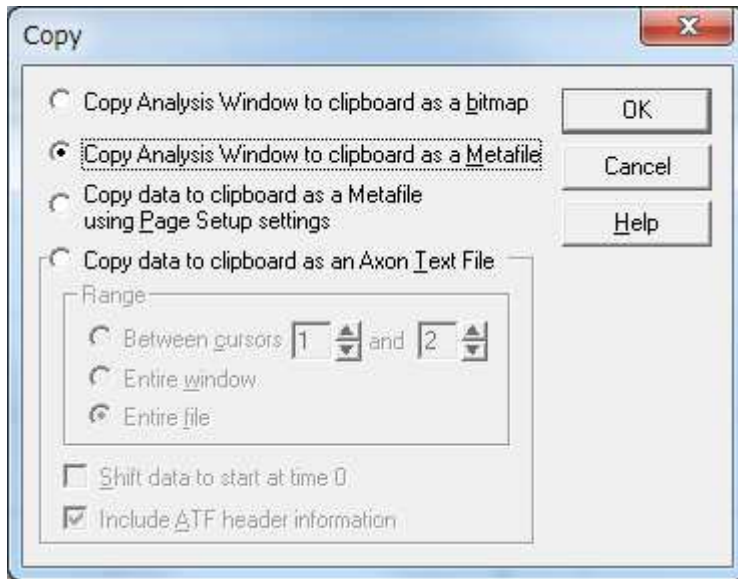 Copy
Copy Analysis Window to clipboard as a bitmap
OK
Copy Analysis Window to clipboard as a Metafile
Cancel
Copy data to clipboard as a Metafile
using Page Setup settings
Help
Copy data to clipboard as an Axon Text File
Range
Between cursors 1 and 2
Entire window
Entire file
Shift data to start at time 0
Include ATF header information